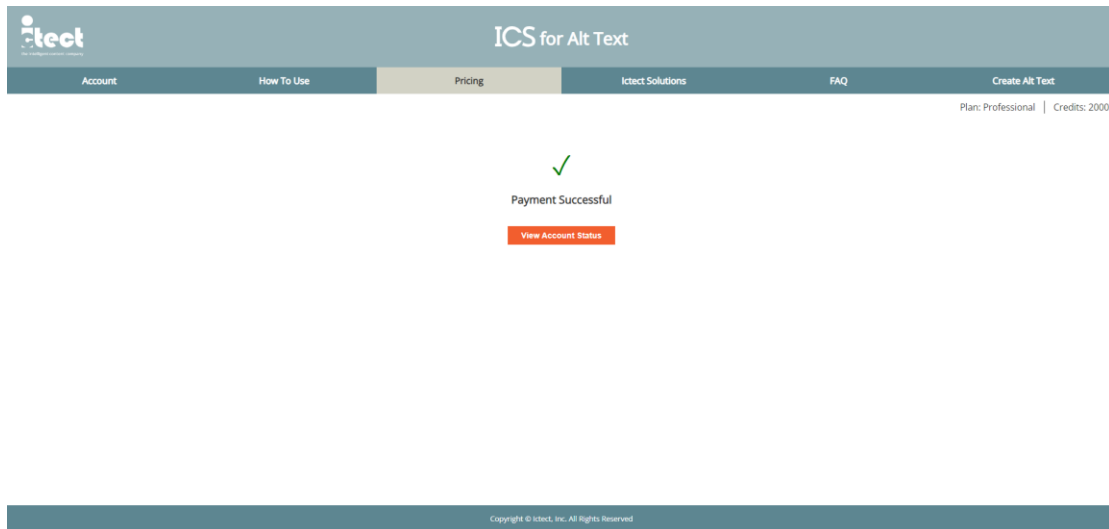 ictect
ICS for Alt Text
Account How To Use Pricing Ictect Solutions FAQ Create Alt Text
Plan: Professional | Credits: 2000
Payment Successful
View Account Status
Copyright © Ictect, Inc. All Rights Reserved